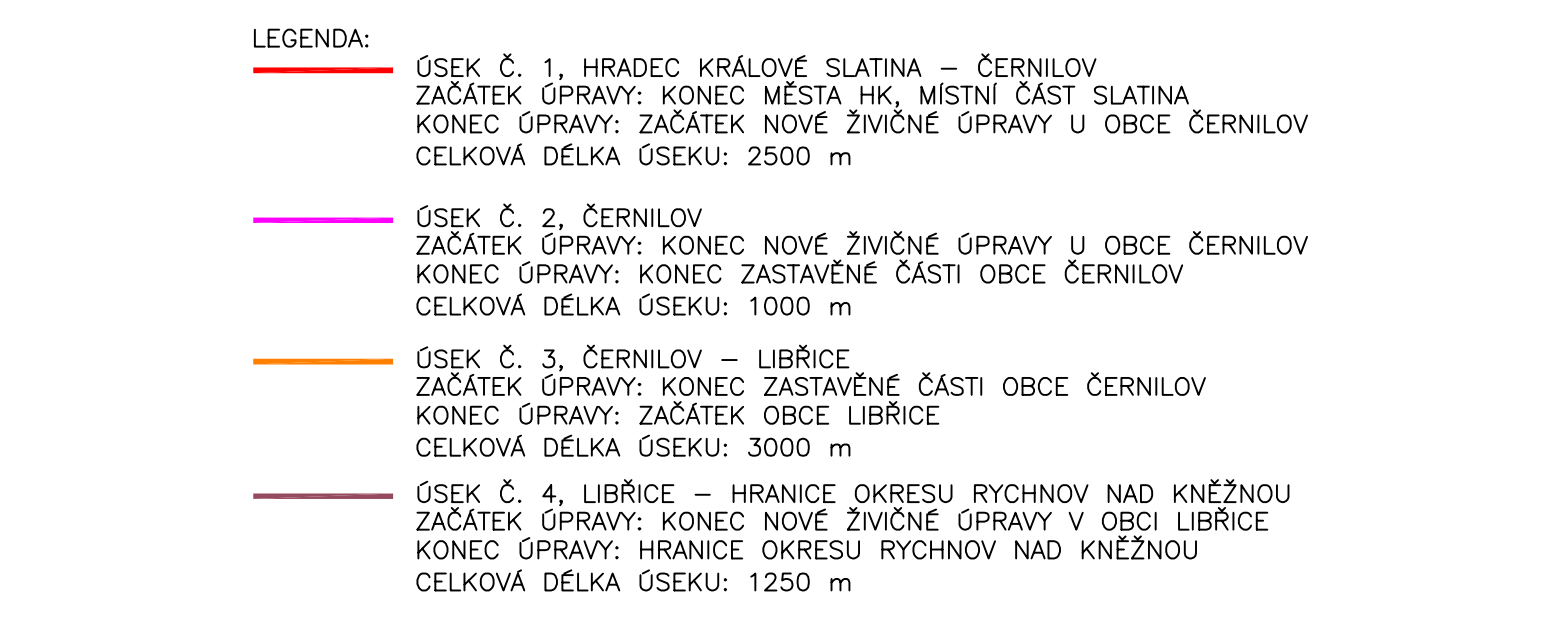 LEGENDA:
ÚSEK Č. 1, HRADEC KRÁLOVÉ SLATINA – ČERNILOV
ZAČÁTEK ÚPRAVY: KONEC MĚSTA HK, MÍSTNÍ ČÁST SLATINA
KONEC ÚPRAVY: ZAČÁTEK NOVÉ ŽIVIČNÉ ÚPRAVY U OBCE ČERNILOV
CELKOVÁ DÉLKA ÚSEKU: 2500 m
ÚSEK Č. 2, ČERNILOV
ZAČÁTEK ÚPRAVY: KONEC NOVÉ ŽIVIČNÉ ÚPRAVY U OBCE ČERNILOV
KONEC ÚPRAVY: KONEC ZASTAVĚNÉ ČÁSTI OBCE ČERNILOV
CELKOVÁ DÉLKA ÚSEKU: 1000 m
ÚSEK Č. 3, ČERNILOV – LIBŘICE
ZAČÁTEK ÚPRAVY: KONEC ZASTAVĚNÉ ČÁSTI OBCE ČERNILOV
KONEC ÚPRAVY: ZAČÁTEK OBCE LIBŘICE
CELKOVÁ DÉLKA ÚSEKU: 3000 m
ÚSEK Č. 4, LIBŘICE – HRANICE OKRESU RYCHNOV NAD KNĚŽNOU
ZAČÁTEK ÚPRAVY: KONEC NOVÉ ŽIVIČNÉ ÚPRAVY V OBCI LIBŘICE
KONEC ÚPRAVY: HRANICE OKRESU RYCHNOV NAD KNĚŽNOU
CELKOVÁ DÉLKA ÚSEKU: 1250 m